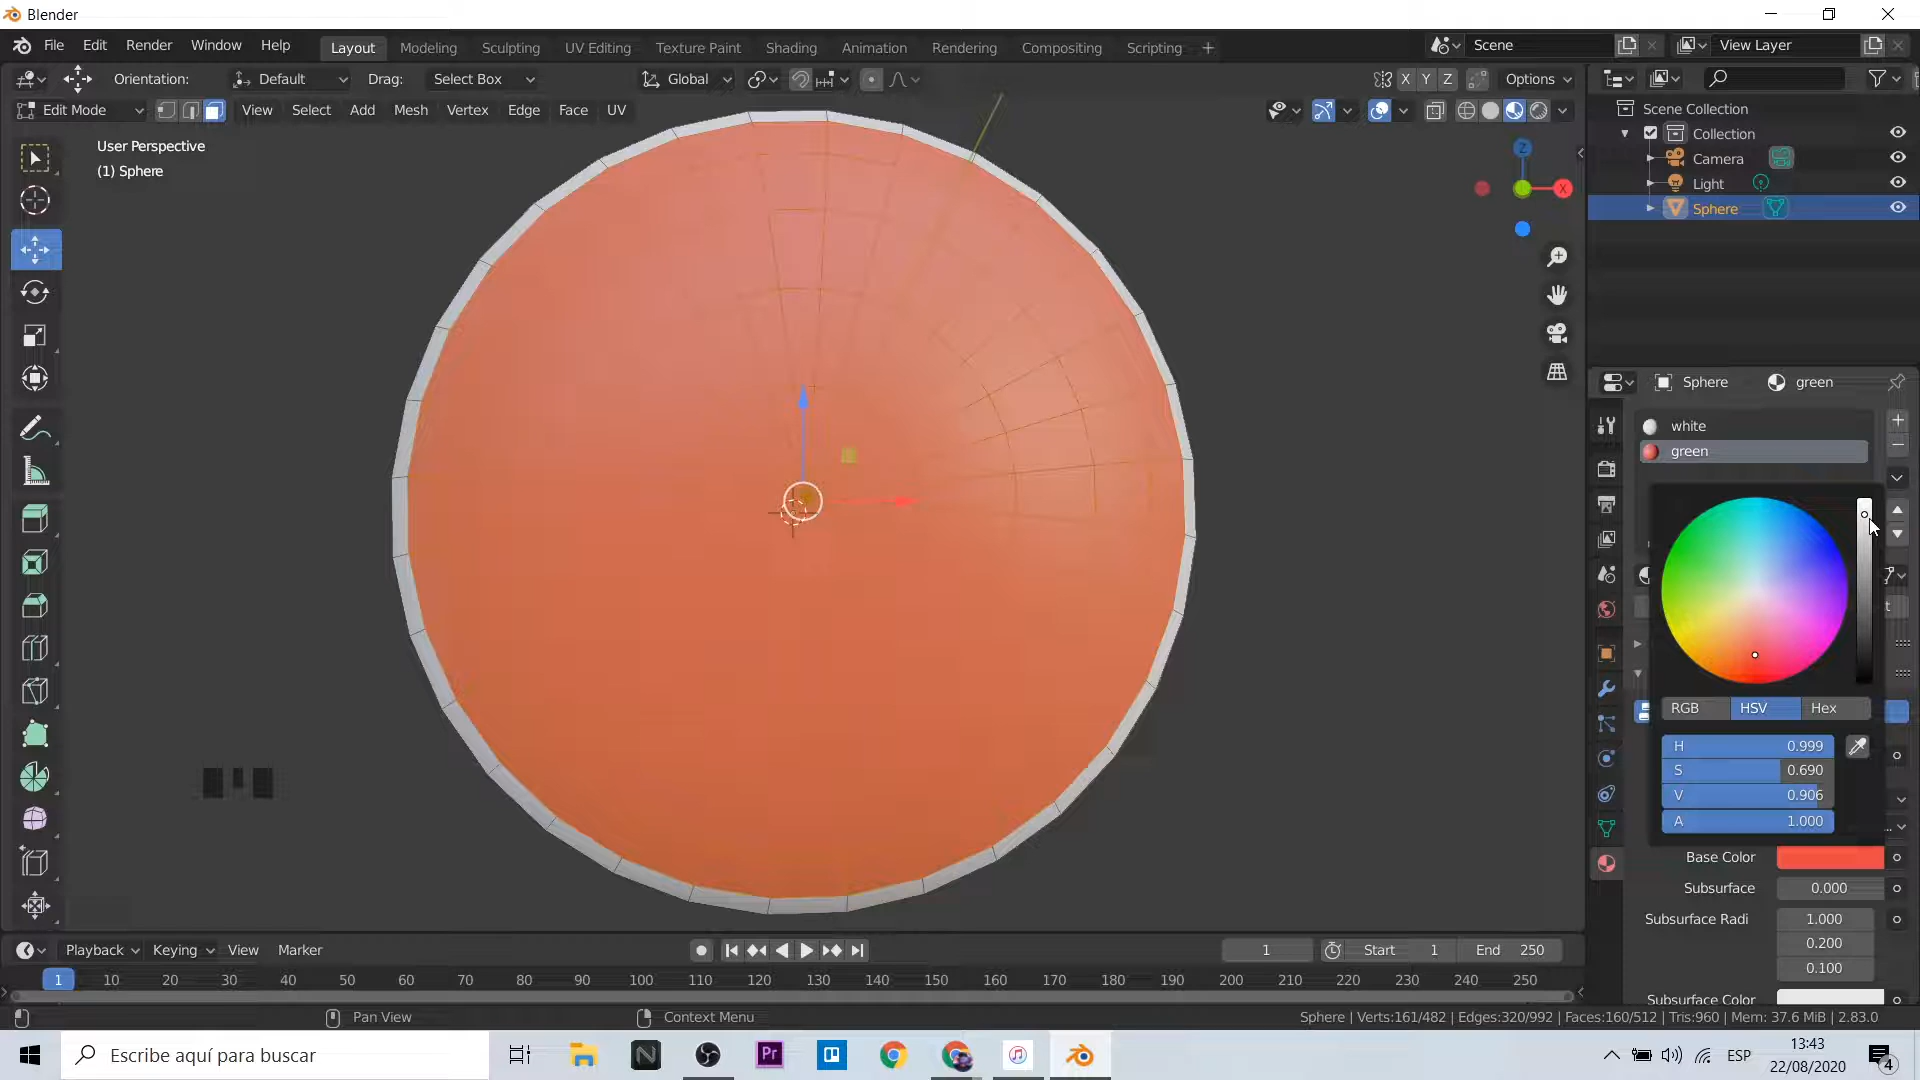 Blender
File Edit Render Window Help
Layout Modeling Sculpting UV Editing Texture Paint Shading Animation Rendering Compositing Scripting +
Scene
View Layer
Orientation: Default Drag: Select Box
Global
X Y Z Options
Edit Mode View Select Add Mesh Vertex Edge Face UV
User Perspective
(1) Sphere
Z
X
Scene Collection
Collection
Camera
Light
Sphere
Sphere green
white
green
RGB HSV Hex
H 0.999
S 0.690
V 0.906
A 1.000
Base Color
Subsurface 0.000
Subsurface Radi 1.000
0.200
0.100
Subsurface Color
Playback Keying View Marker
1 Start 1 End 250
1 10 20 30 40 50 60 70 80 90 100 110 120 130 140 150 160 170 180 190 200 210 220 230 240 250
Pan View
Context Menu
Sphere | Verts:161/482 | Edges:320/992 | Faces:160/512 | Tris:960 | Mem: 37.6 MiB | 2.83.0
Escribe aquí para buscar
Pr
ESP
13:43
22/08/2020
4